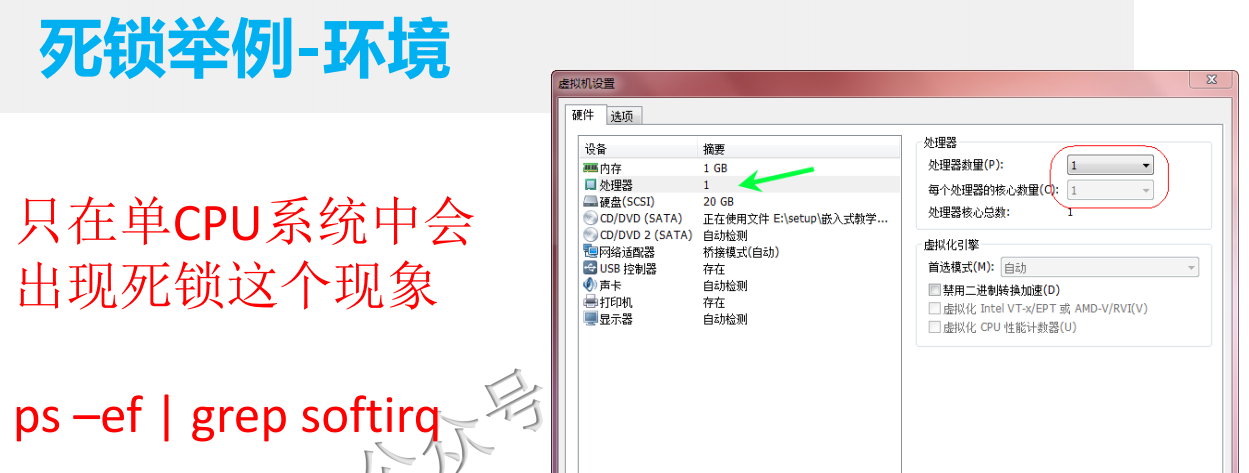 死锁举例-环境
只在单CPU系统中会
出现死锁这个现象
ps –ef | grep softirq
公众号
虚拟机设置
硬件 选项
设备 摘要
内存 1 GB
处理器 1
硬盘(SCSI) 20 GB
CD/DVD (SATA) 正在使用文件 E:\setup\嵌入式教学...
CD/DVD 2 (SATA) 自动检测
网络适配器 桥接模式(自动)
USB 控制器 存在
声卡 自动检测
打印机 存在
显示器 自动检测
处理器
处理器数量(P): 1
每个处理器的核心数量(C): 1
处理器核心总数: 1
虚拟化引擎
首选模式(M): 自动
禁用二进制转换加速(D)
虚拟化 Intel VT-x/EPT 或 AMD-V/RVI(V)
虚拟化 CPU 性能计数器(U)